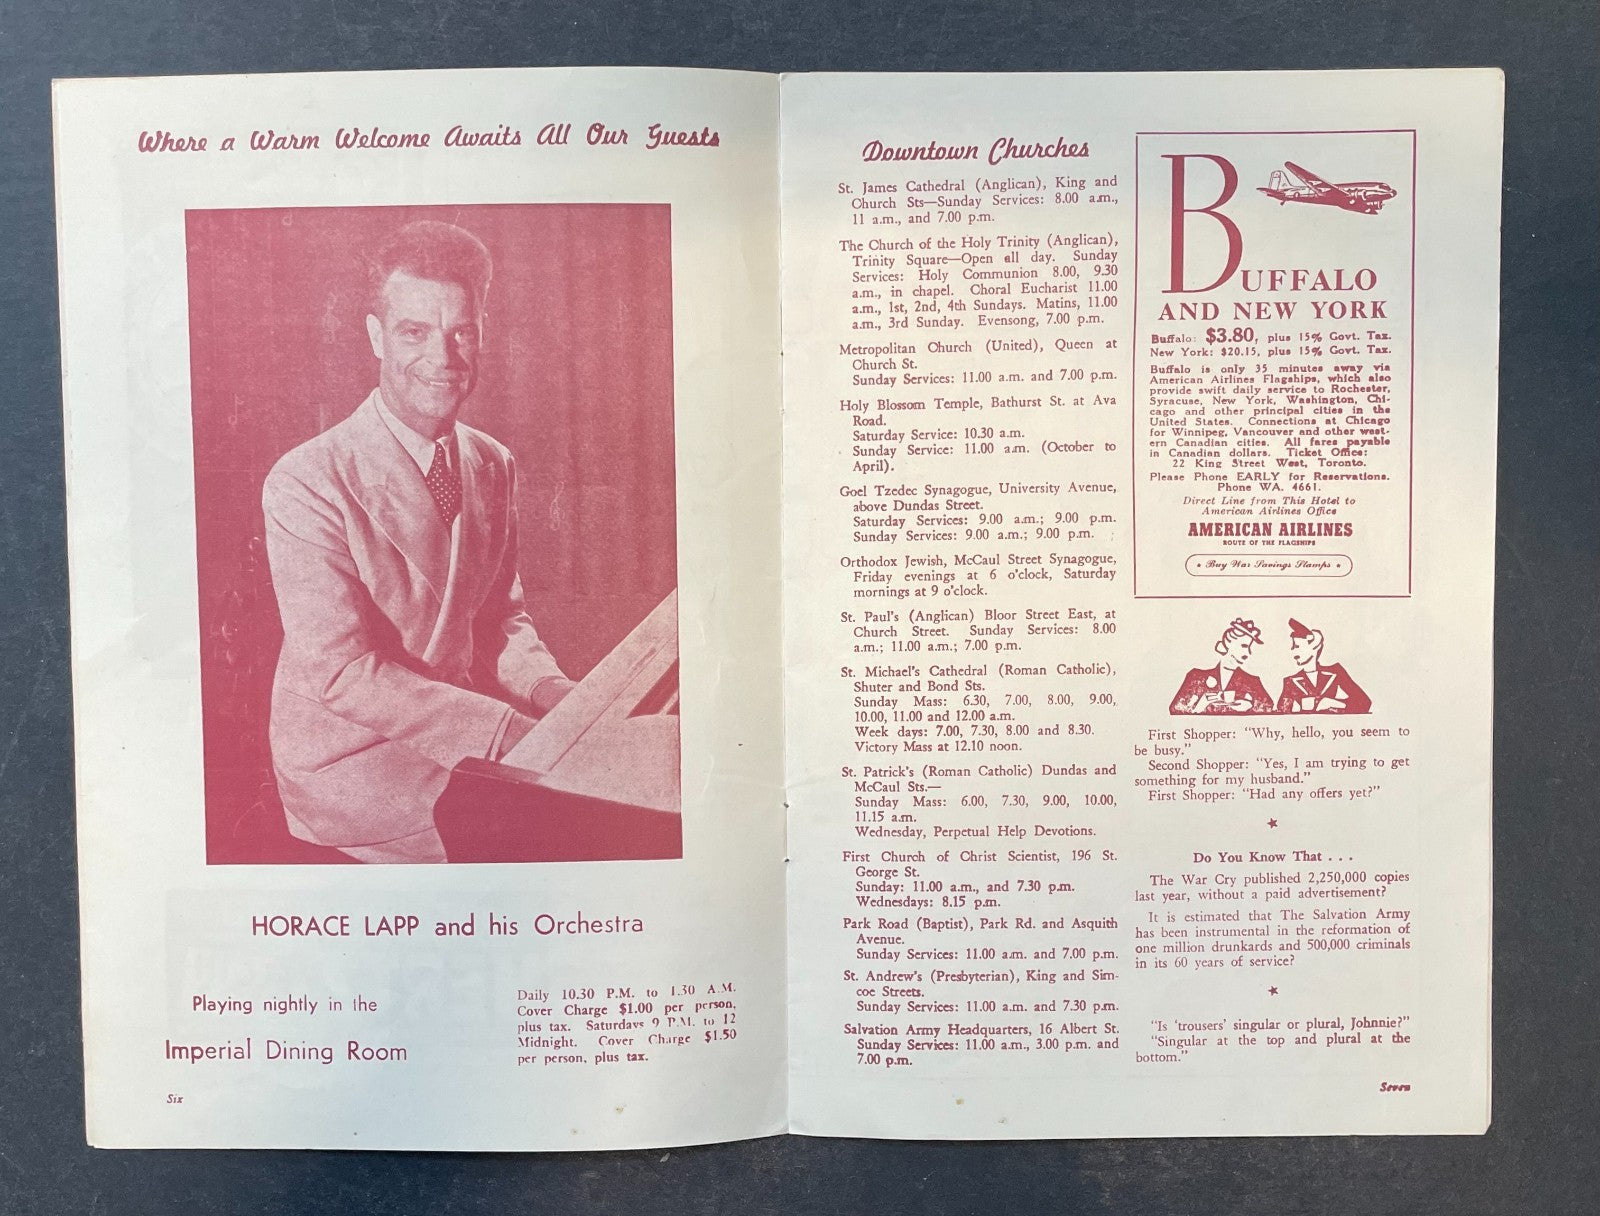 Where a Warm Welcome Awaits All Our Guests
HORACE LAPP and his Orchestra
Playing nightly in the
Imperial Dining Room
Daily 10.30 P.M. to 1.30 A.M.
Cover Charge $1.00 per person,
plus tax. Saturdays 9 P.M. to 12
Midnight. Cover Charge $1.50
per person, plus tax.
Six
Downtown Churches
St. James Cathedral (Anglican), King and
Church Sts—Sunday Services: 8.00 a.m.,
11 a.m., and 7.00 p.m.
The Church of the Holy Trinity (Anglican),
Trinity Square—Open all day. Sunday
Services: Holy Communion 8.00, 9.30
a.m., in chapel. Choral Eucharist 11.00
a.m., 1st, 2nd, 4th Sundays. Matins, 11.00
a.m., 3rd Sunday. Evensong, 7.00 p.m.
Metropolitan Church (United), Queen at
Church St.
Sunday Services: 11.00 a.m. and 7.00 p.m.
Holy Blossom Temple, Bathurst St. at Ava
Road.
Saturday Service: 10.30 a.m.
Sunday Service: 11.00 a.m. (October to
April).
Goel Tzedec Synagogue, University Avenue,
above Dundas Street.
Saturday Services: 9.00 a.m.; 9.00 p.m.
Sunday Services: 9.00 a.m.; 9.00 p.m.
Orthodox Jewish, McCaul Street Synagogue,
Friday evenings at 6 o'clock, Saturday
mornings at 9 o'clock.
St. Paul's (Anglican) Bloor Street East, at
Church Street. Sunday Services: 8.00
a.m.; 11.00 a.m.; 7.00 p.m.
St. Michael's Cathedral (Roman Catholic),
Shuter and Bond Sts.
Sunday Mass: 6.30, 7.00, 8.00, 9.00,
10.00, 11.00 and 12.00 a.m.
Week days: 7.00, 7.30, 8.00 and 8.30.
Victory Mass at 12.10 noon.
St. Patrick's (Roman Catholic) Dundas and
McCaul Sts.—
Sunday Mass: 6.00, 7.30, 9.00, 10.00,
11.15 a.m.
Wednesday, Perpetual Help Devotions.
First Church of Christ Scientist, 196 St.
George St.
Sunday: 11.00 a.m., and 7.30 p.m.
Wednesdays: 8.15 p.m.
Park Road (Baptist), Park Rd. and Asquith
Avenue.
Sunday Services: 11.00 a.m. and 7.00 p.m.
St. Andrew's (Presbyterian), King and Sim-
coe Streets.
Sunday Services: 11.00 a.m. and 7.30 p.m.
Salvation Army Headquarters, 16 Albert St.
Sunday Services: 11.00 a.m., 3.00 p.m. and
7.00 p.m.
BUFFALO
AND NEW YORK
Buffalo: $3.80, plus 15% Govt. Tax.
New York: $20.15, plus 15% Govt. Tax.
Buffalo is only 35 minutes away via
American Airlines Flagships, which also
provide swift daily service to Rochester,
Syracuse, New York, Washington, Chi-
cago and other principal cities in the
United States. Connections at Chicago
for Winnipeg, Vancouver and other west-
ern Canadian cities. All fares payable
in Canadian dollars. Ticket Office:
22 King Street West, Toronto.
Please Phone EARLY for Reservations.
Phone WA. 4661.
Direct Line from This Hotel to
American Airlines Office
AMERICAN AIRLINES
ROUTE OF THE FLAGSHIPS
Buy War Savings Stamps
First Shopper: "Why, hello, you seem to
be busy."
Second Shopper: "Yes, I am trying to get
something for my husband."
First Shopper: "Had any offers yet?"
Do You Know That . . .
The War Cry published 2,250,000 copies
last year, without a paid advertisement?
It is estimated that The Salvation Army
has been instrumental in the reformation of
one million drunkards and 500,000 criminals
in its 60 years of service?
"Is 'trousers' singular or plural, Johnnie?"
"Singular at the top and plural at the
bottom."
Seven